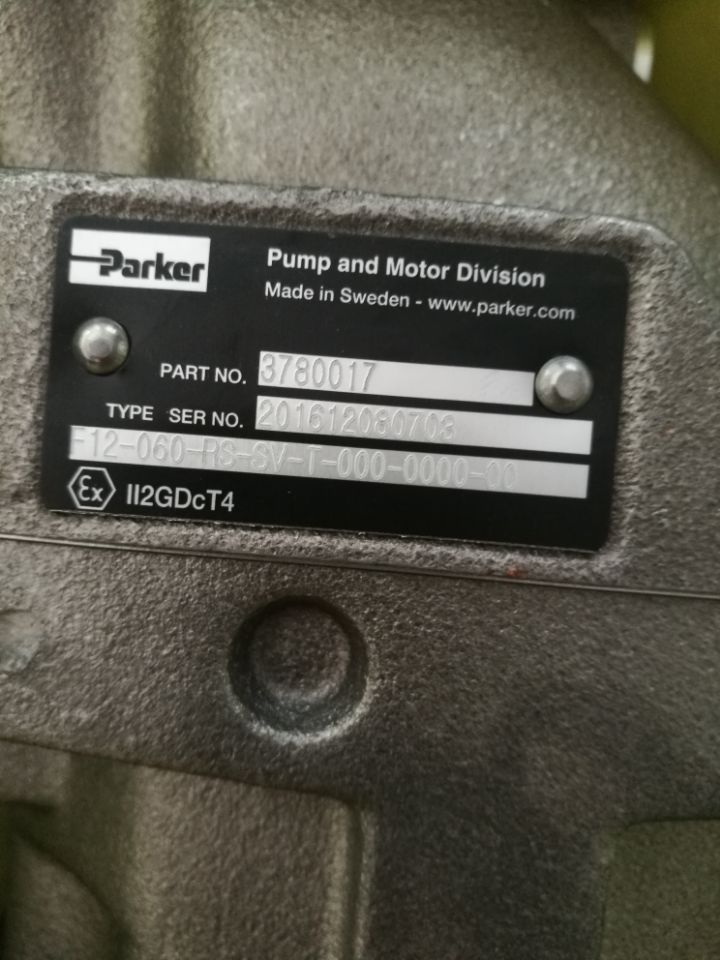 Parker
Pump and Motor Division
Made in Sweden - www.parker.com
PART NO. 3780017
TYPE SER NO. 201612080703
F12-060-RS-SV-T-000-0000-00
Ex II2GDcT4